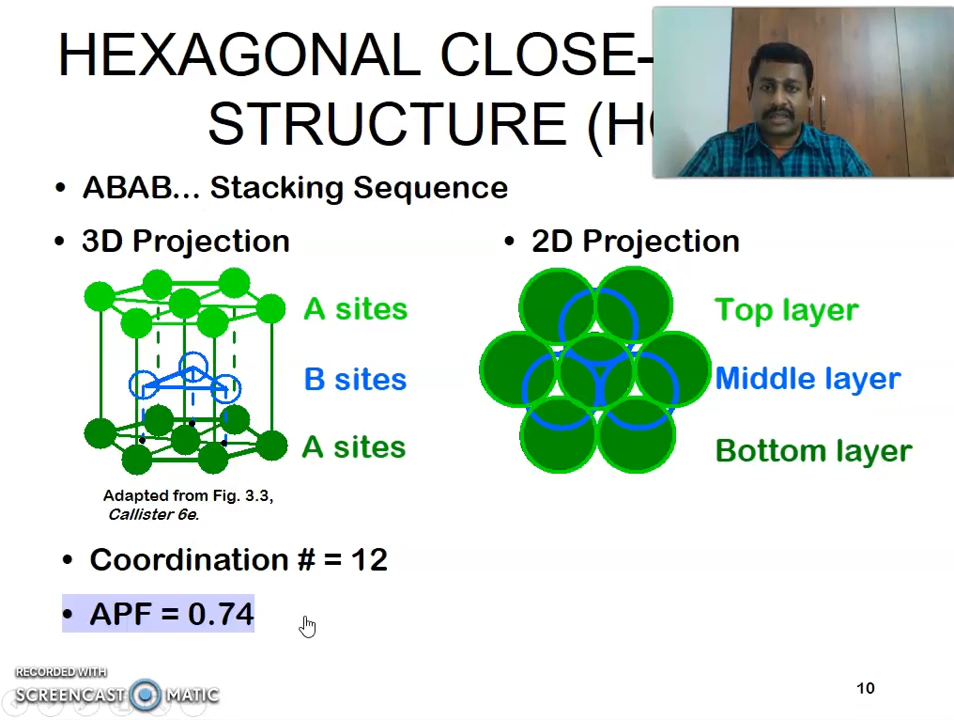 HEXAGONAL CLOSE-
STRUCTURE (HC
• ABAB... Stacking Sequence
• 3D Projection
• 2D Projection
A sites
B sites
A sites
Top layer
Middle layer
Bottom layer
Adapted from Fig. 3.3,
Callister 6e.
• Coordination # = 12
• APF = 0.74
RECORDED WITH
SCREENCAST MATIC
10